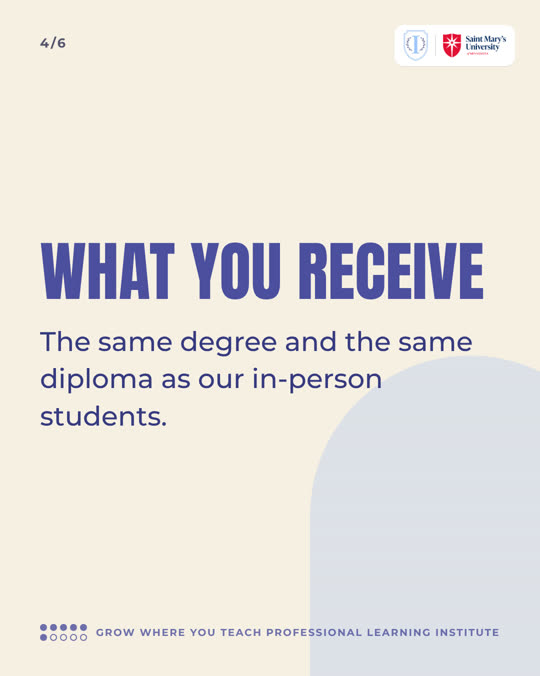 4/6
Saint Mary's
University
WHAT YOU RECEIVE
The same degree and the same
diploma as our in-person
students.
GROW WHERE YOU TEACH PROFESSIONAL LEARNING INSTITUTE